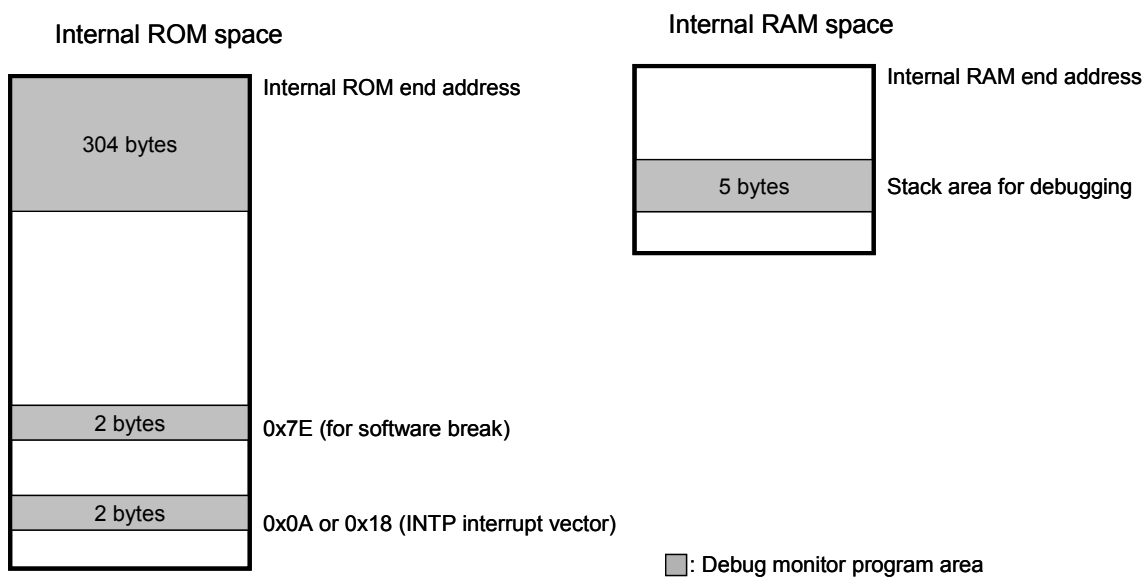 Internal ROM space
Internal ROM end address
304 bytes
2 bytes
0x7E (for software break)
2 bytes
0x0A or 0x18 (INTP interrupt vector)
Internal RAM space
Internal RAM end address
5 bytes
Stack area for debugging
: Debug monitor program area